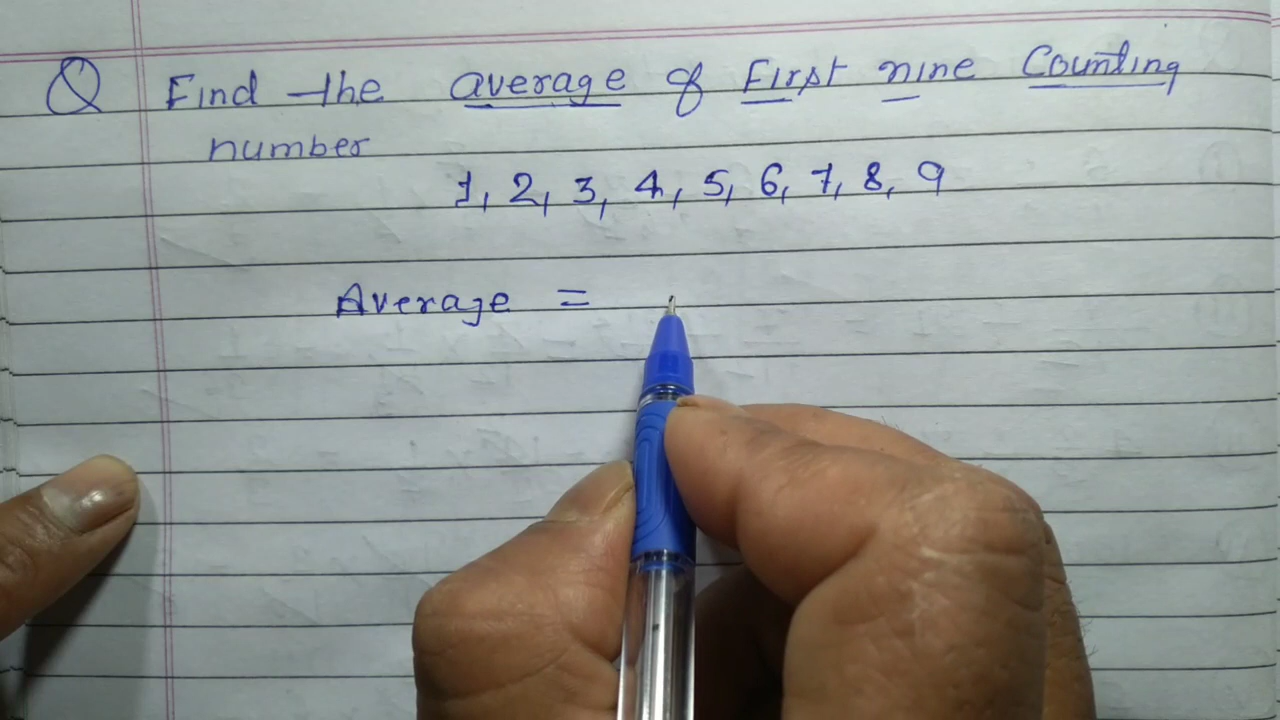 Q Find the average of First nine Counting
number
1, 2, 3, 4, 5, 6, 7, 8, 9
Average =